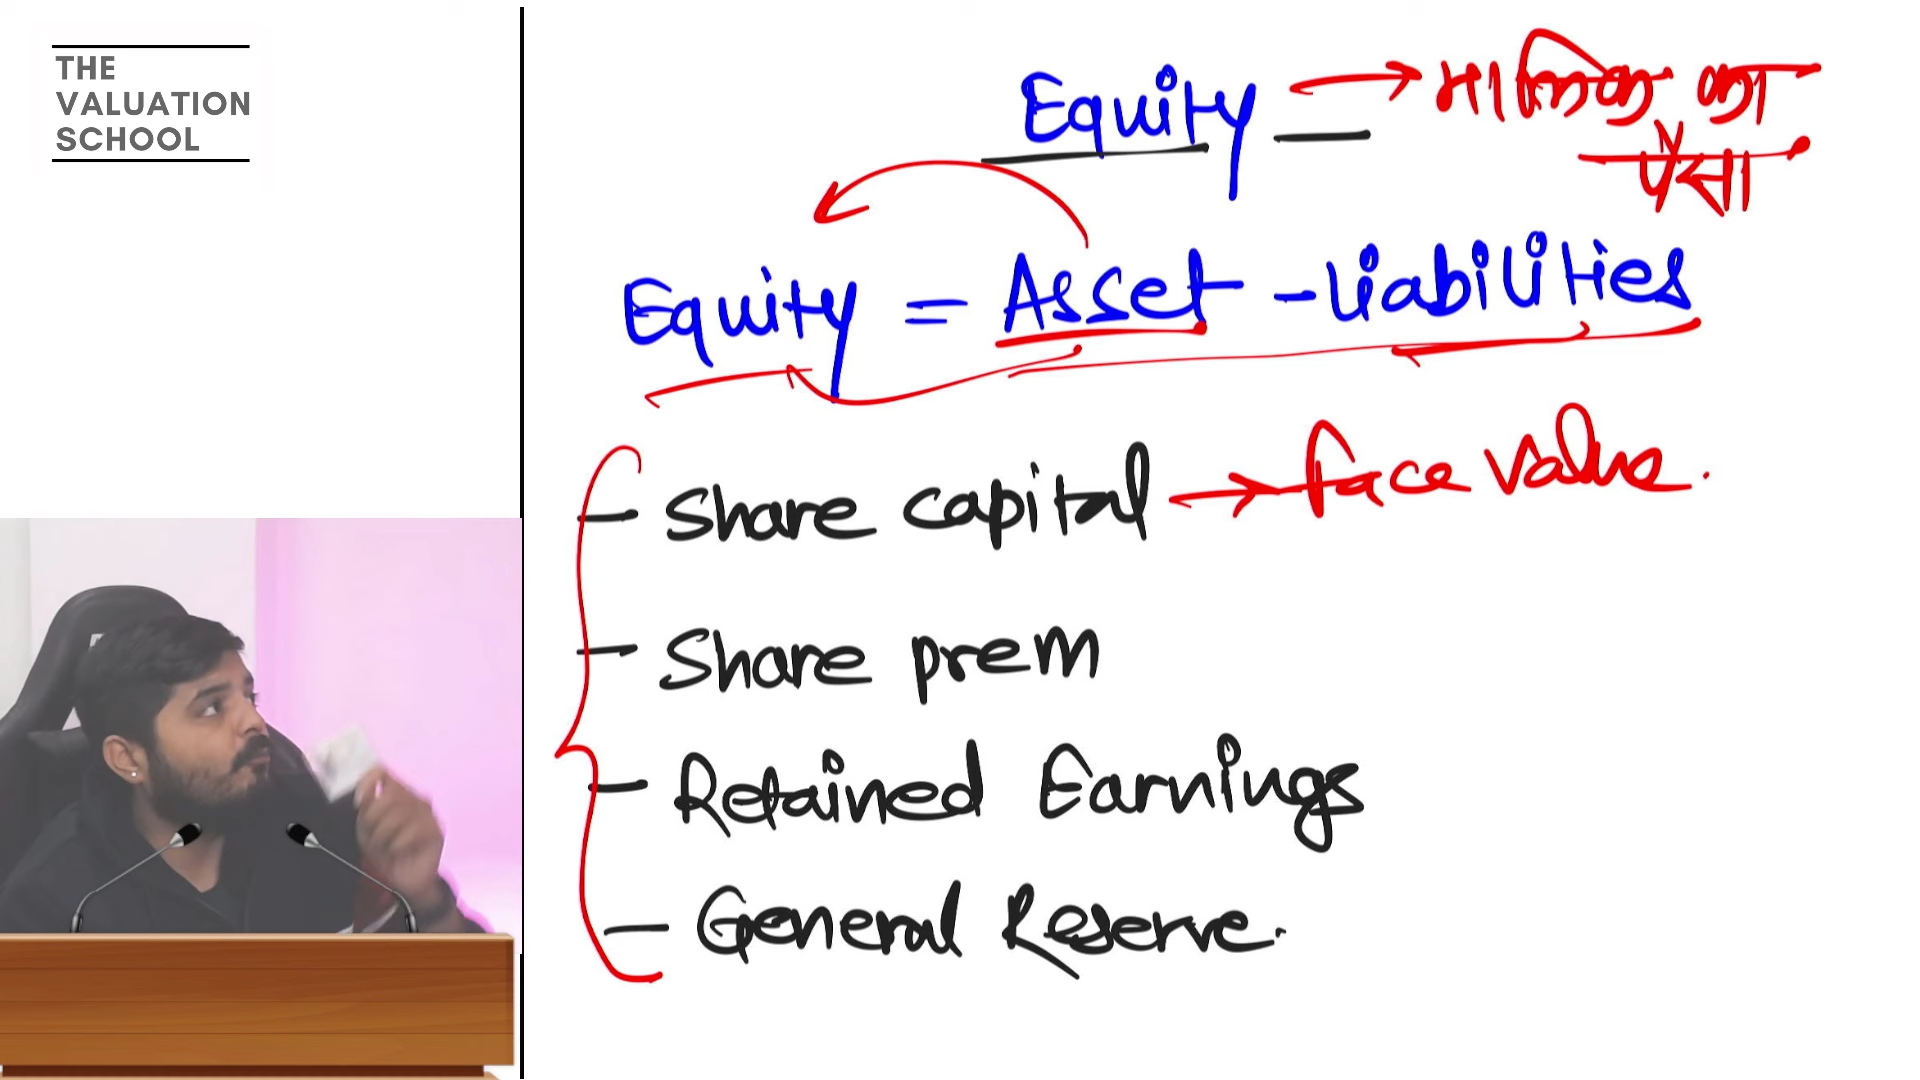 THE
VALUATION
SCHOOL
Equity → मालिक का
पैसा
Equity = Asset - Liabilities
- Share capital → face value.
- Share prem
- Retained Earnings
- General Reserve.